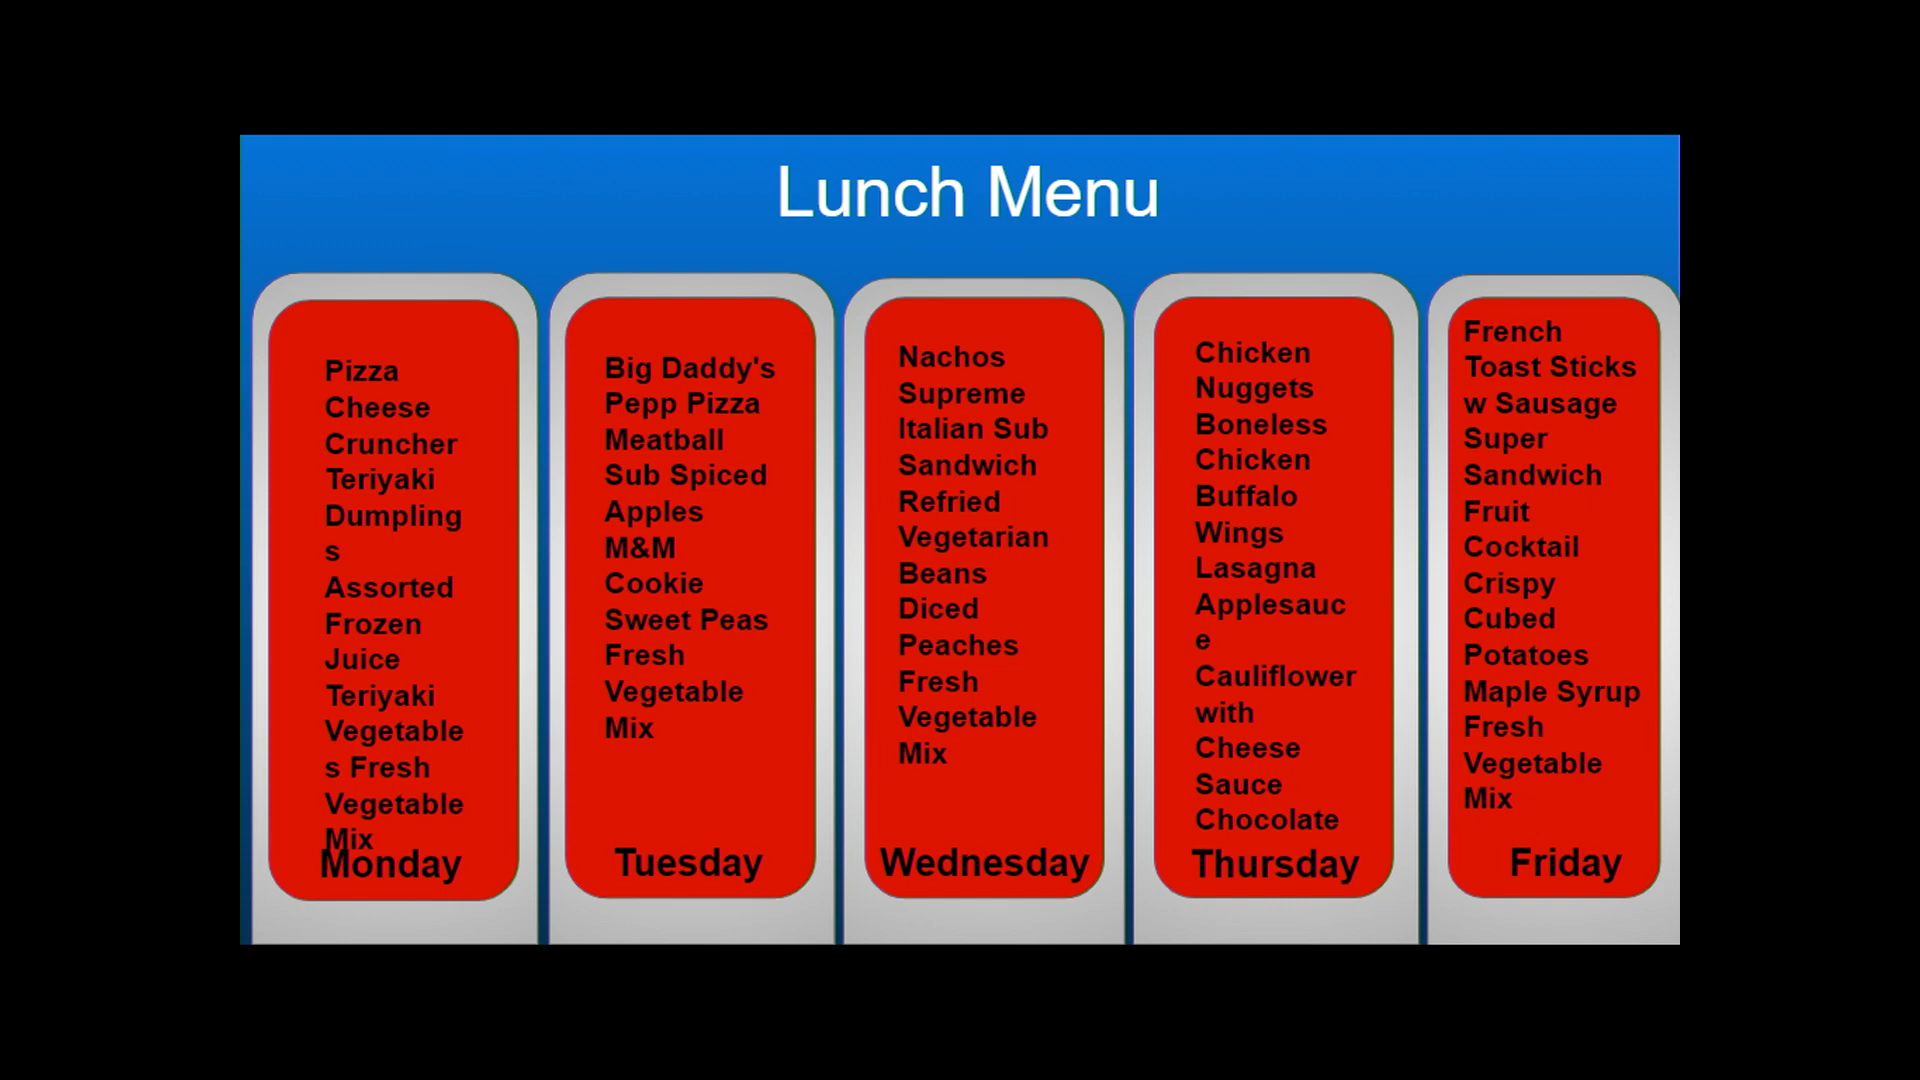 Lunch Menu
Pizza
Cheese
Cruncher
Teriyaki
Dumpling
s
Assorted
Frozen
Juice
Teriyaki
Vegetable
s Fresh
Vegetable
Mix
Monday
Big Daddy's
Pepp Pizza
Meatball
Sub Spiced
Apples
M&M
Cookie
Sweet Peas
Fresh
Vegetable
Mix
Tuesday
Nachos
Supreme
Italian Sub
Sandwich
Refried
Vegetarian
Beans
Diced
Peaches
Fresh
Vegetable
Mix
Wednesday
Chicken
Nuggets
Boneless
Chicken
Buffalo
Wings
Lasagna
Applesauc
e
Cauliflower
with
Cheese
Sauce
Chocolate
Thursday
French
Toast Sticks
w Sausage
Super
Sandwich
Fruit
Cocktail
Crispy
Cubed
Potatoes
Maple Syrup
Fresh
Vegetable
Mix
Friday